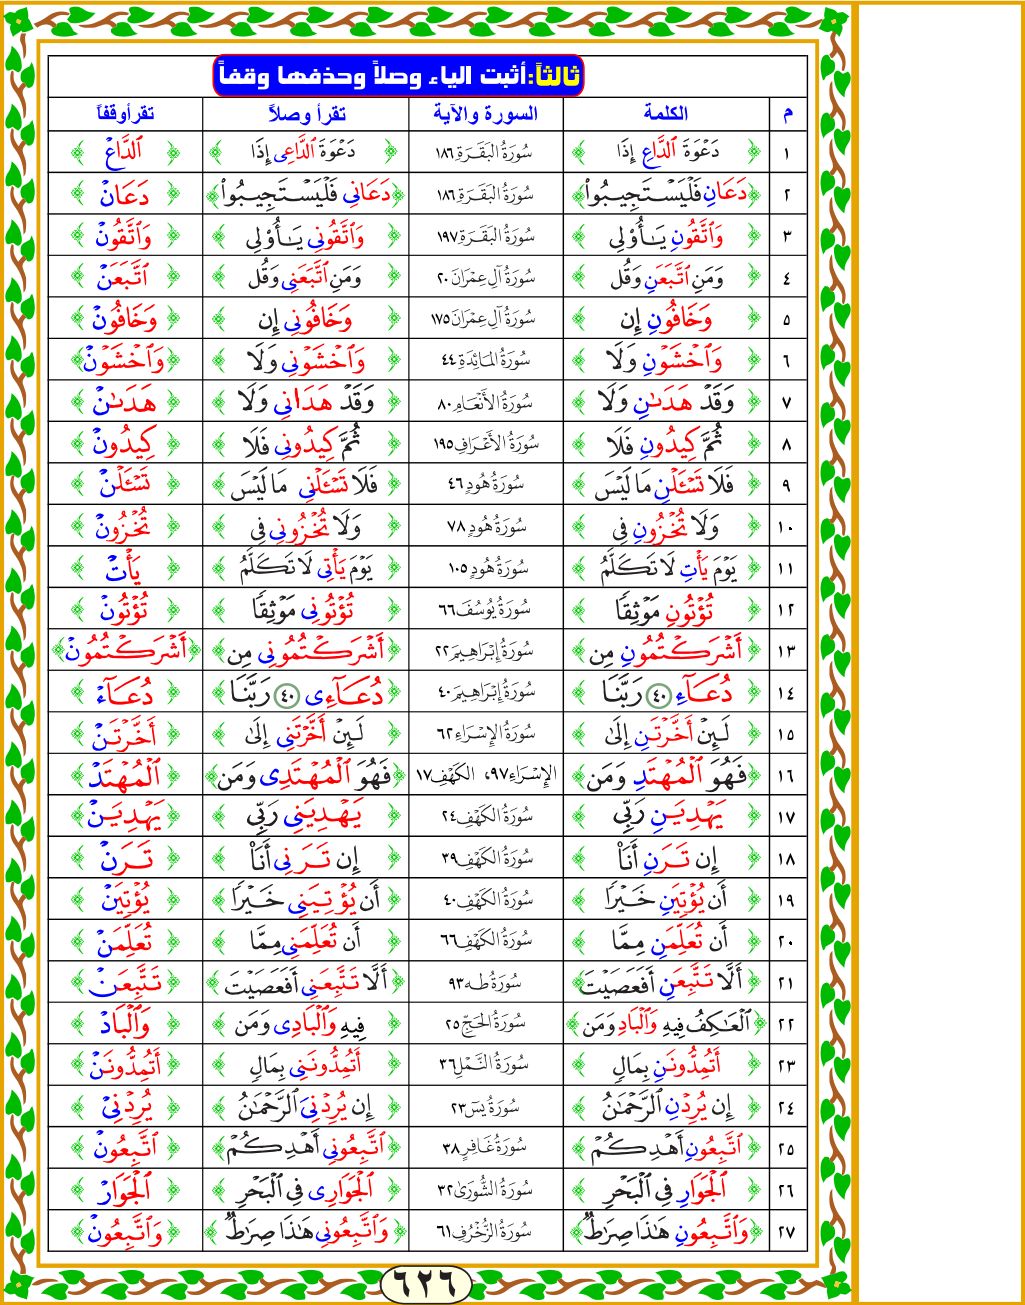 ثالثاً: أثبت الياء وصلاً وحذفها وقفاً
م الكلمة السورة والآية تقرأ وصلاً تقرأ وقفاً
١ ﴿ دَعْوَةَ ٱلدَّاعِ إِذَا ﴾ سُورَةُ البَقَرَةِ ١٨٦ ﴿ دَعْوَةَ ٱلدَّاعِى إِذَا ﴾ ﴿ ٱلدَّاعْ ﴾
٢ ﴿دَعَانِ فَلْيَسْتَجِيبُواْ﴾ سُورَةُ البَقَرَةِ ١٨٦ ﴿دَعَانِى فَلْيَسْتَجِيبُواْ﴾ ﴿ دَعَانْ ﴾
٣ ﴿ وَٱتَّقُونِ يَـٰأُوْلِى ﴾ سُورَةُ البَقَرَةِ ١٩٧ ﴿ وَٱتَّقُونِى يَـٰأُوْلِى ﴾ ﴿ وَٱتَّقُونْ ﴾
٤ ﴿ وَمَنِ ٱتَّبَعَنِ وَقُل ﴾ سُورَةُ آلِ عِمْرَانَ ٢٠ ﴿ وَمَنِ ٱتَّبَعَنِى وَقُل ﴾ ﴿ ٱتَّبَعَنْ ﴾
٥ ﴿ وَخَافُونِ إِن ﴾ سُورَةُ آلِ عِمْرَانَ ١٧٥ ﴿ وَخَافُونِى إِن ﴾ ﴿ وَخَافُونْ ﴾
٦ ﴿ وَٱخْشَوْنِ وَلَا ﴾ سُورَةُ المَائِدَةِ ٤٤ ﴿ وَٱخْشَوْنِى وَلَا ﴾ ﴿وَٱخْشَوْنْ﴾
٧ ﴿ وَقَدْ هَدَىٰنِ وَلَا ﴾ سُورَةُ الأَنْعَامِ ٨٠ ﴿ وَقَدْ هَدَانِى وَلَا ﴾ ﴿ هَدَىٰنْ ﴾
٨ ﴿ ثُمَّ كِيدُونِ فَلَا ﴾ سُورَةُ الأَعْرَافِ ١٩٥ ﴿ ثُمَّ كِيدُونِى فَلَا ﴾ ﴿ كِيدُونْ ﴾
٩ ﴿ فَلَا تَسْـَٔلْنِ مَا لَيْسَ ﴾ سُورَةُ هُودٍ ٤٦ ﴿ فَلَا تَسْـَٔلْنِى مَا لَيْسَ ﴾ ﴿ تَسْـَٔلْنْ ﴾
١٠ ﴿ وَلَا تُخْزُونِ فِى ﴾ سُورَةُ هُودٍ ٧٨ ﴿ وَلَا تُخْزُونِى فِى ﴾ ﴿ تُخْزُونْ ﴾
١١ ﴿ يَوْمَ يَأْتِ لَا تَكَلَّمُ ﴾ سُورَةُ هُودٍ ١٠٥ ﴿ يَوْمَ يَأْتِى لَا تَكَلَّمُ ﴾ ﴿ يَأْتْ ﴾
١٢ ﴿ تُؤْتُونِ مَوْثِقًا ﴾ سُورَةُ يُوسُفَ ٦٦ ﴿ تُؤْتُونِى مَوْثِقًا ﴾ ﴿ تُؤْتُونْ ﴾
١٣ ﴿ أَشْرَكْتُمُونِ مِن ﴾ سُورَةُ إِبْرَاهِيمَ ٢٢ ﴿ أَشْرَكْتُمُونِى مِن ﴾ ﴿أَشْرَكْتُمُونْ﴾
١٤ ﴿ دُعَآءِ ٤٠ رَبَّنَا ﴾ سُورَةُ إِبْرَاهِيمَ ٤٠ ﴿ دُعَآءِى ٤٠ رَبَّنَا ﴾ ﴿ دُعَآءْ ﴾
١٥ ﴿ لَئِنْ أَخَّرْتَنِ إِلَىٰ ﴾ سُورَةُ الإِسْرَاءِ ٦٢ ﴿ لَئِنْ أَخَّرْتَنِى إِلَىٰ ﴾ ﴿ أَخَّرْتَنْ ﴾
١٦ ﴿فَهُوَ ٱلْمُهْتَدِ وَمَن﴾ الإِسْرَاءِ ٩٧، الكَهْفِ ١٧ ﴿فَهُوَ ٱلْمُهْتَدِى وَمَن﴾ ﴿ ٱلْمُهْتَدْ ﴾
١٧ ﴿ يَهْدِيَنِ رَبِّى ﴾ سُورَةُ الكَهْفِ ٢٤ ﴿ يَهْدِيَنِى رَبِّى ﴾ ﴿ يَهْدِيَنْ ﴾
١٨ ﴿ إِن تَرَنِ أَنَا۠ ﴾ سُورَةُ الكَهْفِ ٣٩ ﴿ إِن تَرَنِى أَنَا۠ ﴾ ﴿ تَرَنْ ﴾
١٩ ﴿ أَن يُؤْتِيَنِ خَيْرًا ﴾ سُورَةُ الكَهْفِ ٤٠ ﴿ أَن يُؤْتِيَنِى خَيْرًا ﴾ ﴿ يُؤْتِيَنْ ﴾
٢٠ ﴿ أَن تُعَلِّمَنِ مِمَّا ﴾ سُورَةُ الكَهْفِ ٦٦ ﴿ أَن تُعَلِّمَنِى مِمَّا ﴾ ﴿ تُعَلِّمَنْ ﴾
٢١ ﴿أَلَّا تَتَّبِعَنِ أَفَعَصَيْتَ﴾ سُورَةُ طه ٩٣ ﴿أَلَّا تَتَّبِعَنِى أَفَعَصَيْتَ﴾ ﴿ تَتَّبِعَنْ ﴾
٢٢ ﴿ٱلْعَـٰكِفُ فِيهِ وَٱلْبَادِ وَمَن﴾ سُورَةُ الحَجِّ ٢٥ ﴿ فِيهِ وَٱلْبَادِى وَمَن ﴾ ﴿ وَٱلْبَادْ ﴾
٢٣ ﴿ أَتُمِدُّونَنِ بِمَالٍ ﴾ سُورَةُ النَّمْلِ ٣٦ ﴿ أَتُمِدُّونَنِى بِمَالٍ ﴾ ﴿ أَتُمِدُّونَنْ ﴾
٢٤ ﴿ إِن يُرِدْنِ ٱلرَّحْمَـٰنُ ﴾ سُورَةُ يسٓ ٢٣ ﴿ إِن يُرِدْنِىَ ٱلرَّحْمَـٰنُ ﴾ ﴿ يُرِدْنِىْ ﴾
٢٥ ﴿ ٱتَّبِعُونِ أَهْدِكُمْ ﴾ سُورَةُ غَافِرٍ ٣٨ ﴿ ٱتَّبِعُونِى أَهْدِكُمْ ﴾ ﴿ ٱتَّبِعُونْ ﴾
٢٦ ﴿ ٱلْجَوَارِ فِى ٱلْبَحْرِ ﴾ سُورَةُ الشُّورَىٰ ٣٢ ﴿ ٱلْجَوَارِى فِى ٱلْبَحْرِ ﴾ ﴿ ٱلْجَوَارْ ﴾
٢٧ ﴿وَٱتَّبِعُونِ هَـٰذَا صِرَٰطٌ﴾ سُورَةُ الزُّخْرُفِ ٦١ ﴿وَٱتَّبِعُونِى هَـٰذَا صِرَٰطٌ﴾ ﴿ وَٱتَّبِعُونْ ﴾
٦٢٦